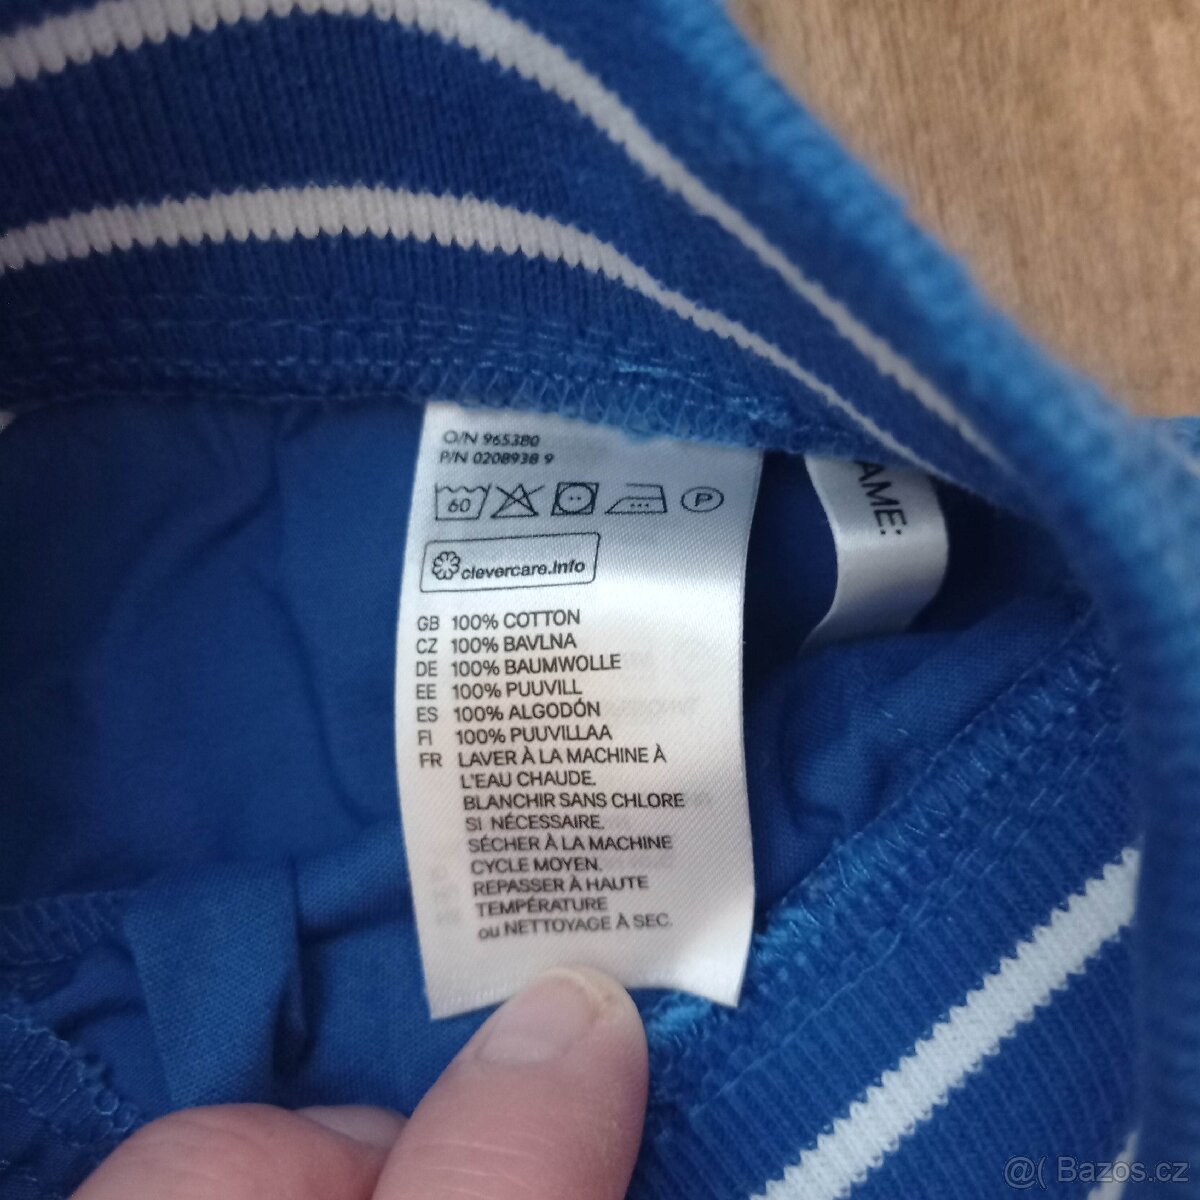 O/N 965380
P/N 0208938 9
60
P
clevercare.info
GB 100% COTTON
CZ 100% BAVLNA
DE 100% BAUMWOLLE
EE 100% PUUVILL
ES 100% ALGODÓN
FI 100% PUUVILLAA
FR LAVER À LA MACHINE À
L'EAU CHAUDE.
BLANCHIR SANS CHLORE
SI NÉCESSAIRE.
SÉCHER À LA MACHINE
CYCLE MOYEN.
REPASSER À HAUTE
TEMPÉRATURE
ou NETTOYAGE À SEC.
AME:
@( Bazos.cz